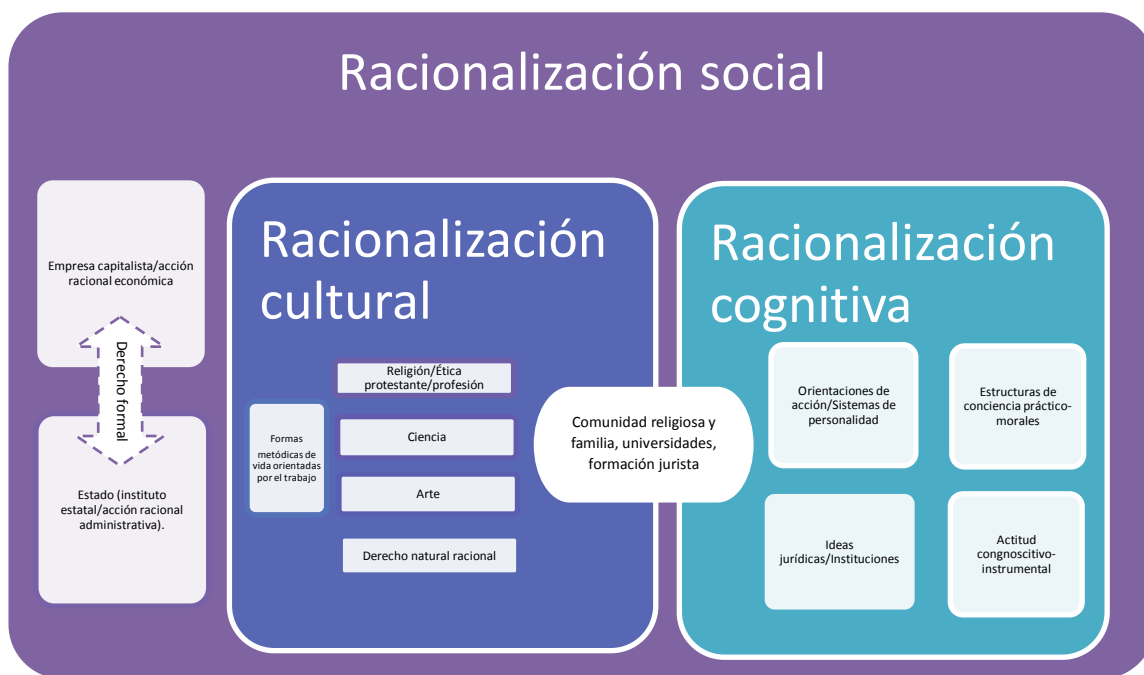 Racionalización social
Empresa capitalista/acción
racional económica
Derecho formal
Estado (instituto
estatal/acción racional
administrativa).
Racionalización
cultural
Formas
metódicas de
vida orientadas
por el trabajo
Religión/Ética
protestante/profesión
Ciencia
Arte
Derecho natural racional
Comunidad religiosa y
familia, universidades,
formación jurista
Racionalización
cognitiva
Orientaciones de
acción/Sistemas de
personalidad
Estructuras de
conciencia práctico-
morales
Ideas
jurídicas/Instituciones
Actitud
congnoscitivo-
instrumental